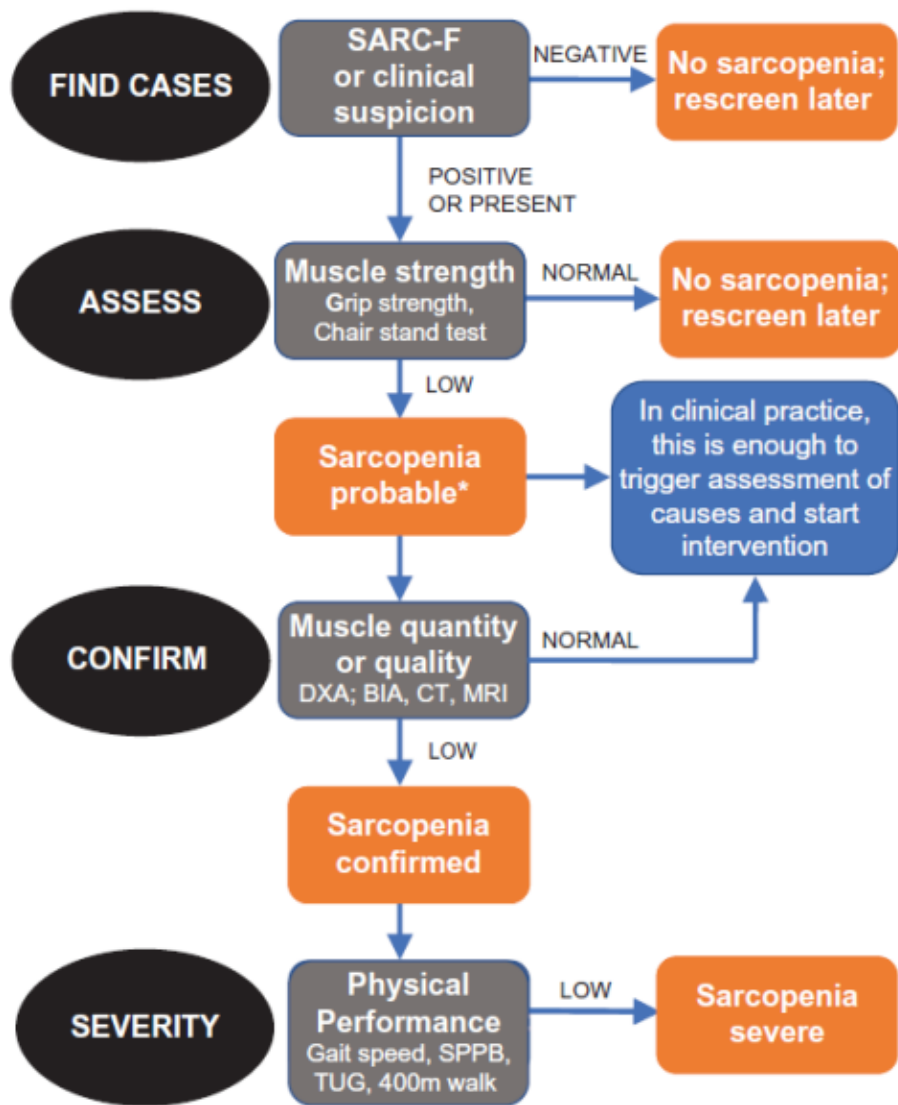 FIND CASES
SARC-F
or clinical
suspicion
NEGATIVE
No sarcopenia;
rescreen later
POSITIVE
OR PRESENT
ASSESS
Muscle strength
Grip strength,
Chair stand test
NORMAL
No sarcopenia;
rescreen later
LOW
Sarcopenia
probable*
In clinical practice,
this is enough to
trigger assessment of
causes and start
intervention
CONFIRM
Muscle quantity
or quality
DXA; BIA, CT, MRI
NORMAL
LOW
Sarcopenia
confirmed
SEVERITY
Physical
Performance
Gait speed, SPPB,
TUG, 400m walk
LOW
Sarcopenia
severe